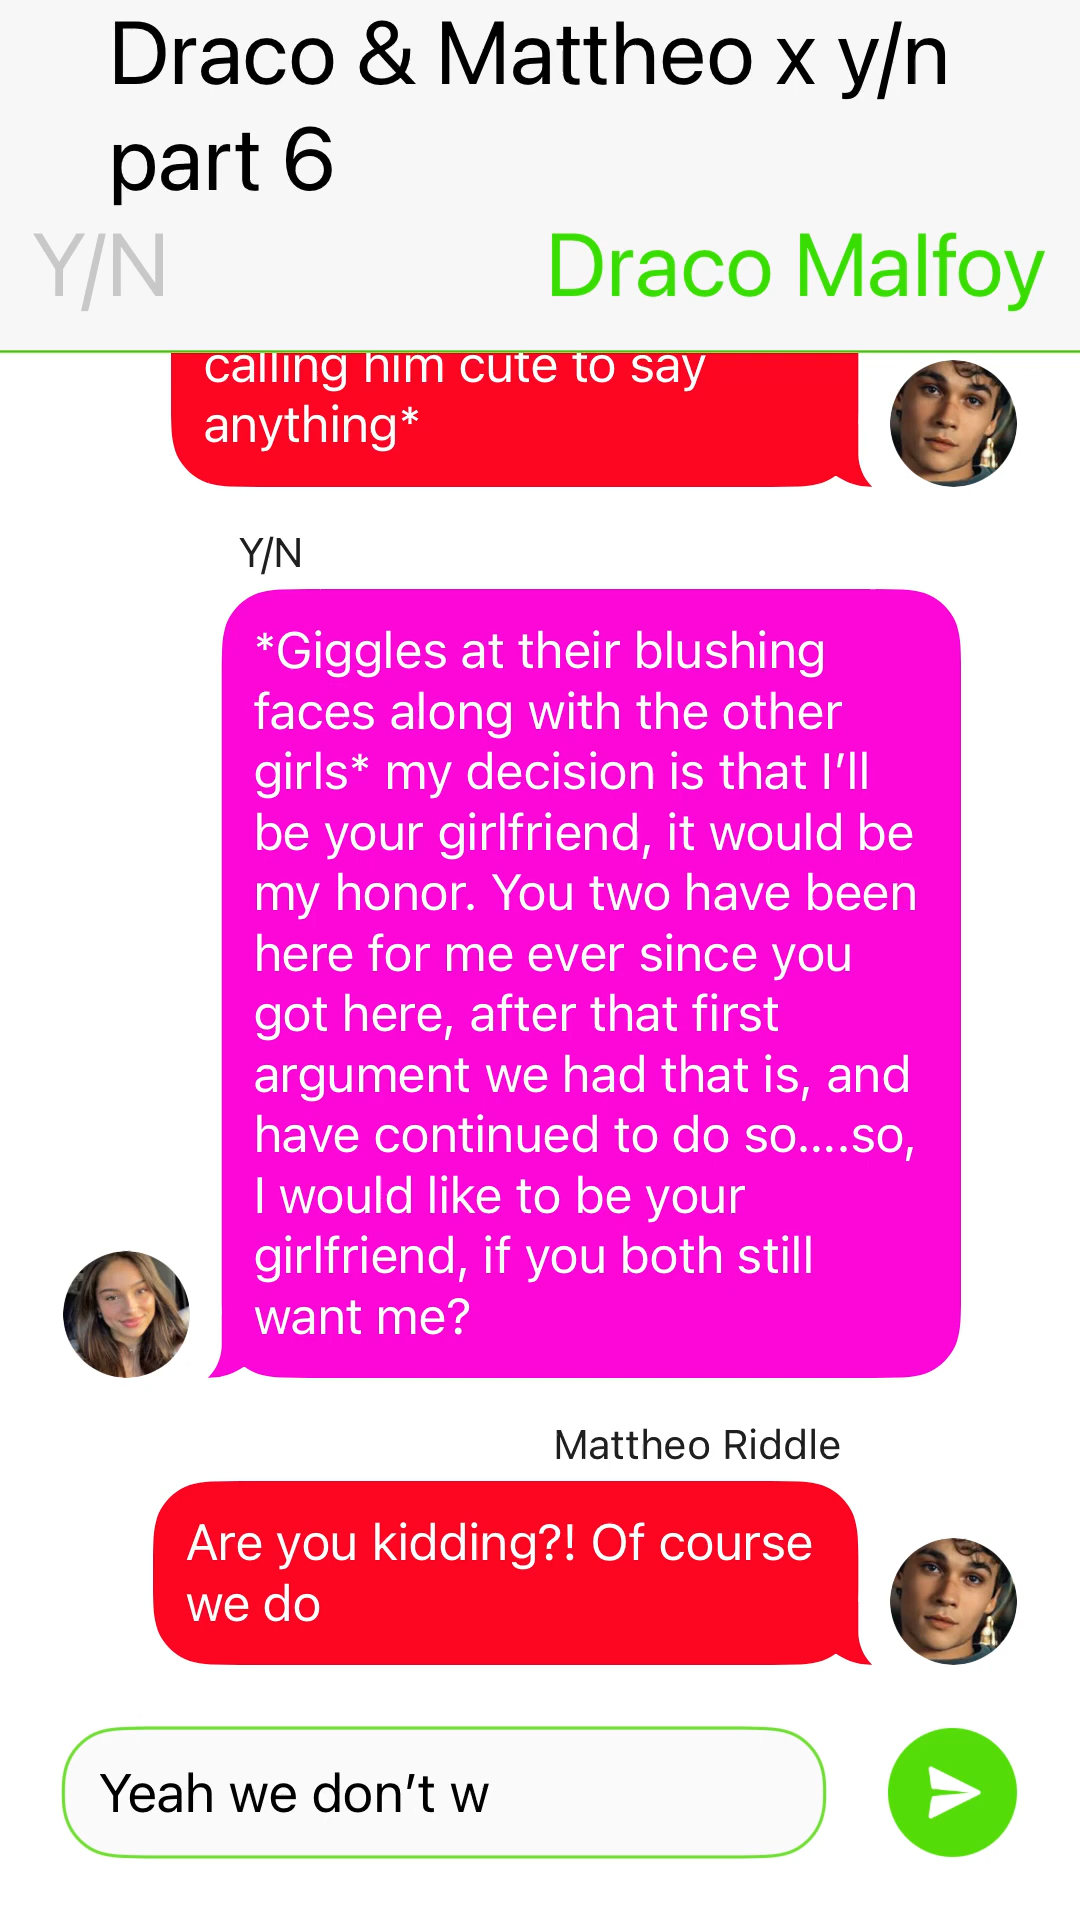 Draco & Mattheo x y/n
part 6
Y/N
Draco Malfoy
calling him cute to say
anything*
Y/N
*Giggles at their blushing
faces along with the other
girls* my decision is that I’ll
be your girlfriend, it would be
my honor. You two have been
here for me ever since you
got here, after that first
argument we had that is, and
have continued to do so....so,
I would like to be your
girlfriend, if you both still
want me?
Mattheo Riddle
Are you kidding?! Of course
we do
Yeah we don’t w